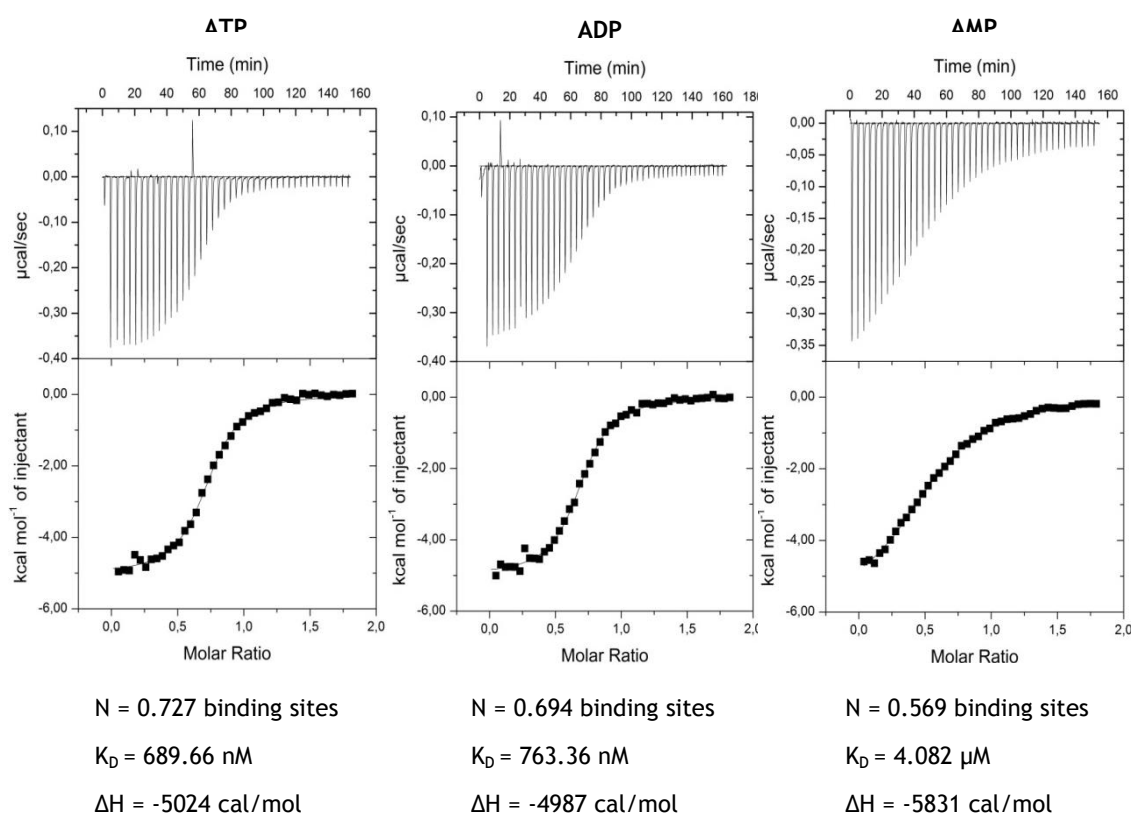 ATP
ADP
AMP
Time (min)
0 20 40 60 80 100 120 140 160
0,10
0,00
-0,10
-0,20
-0,30
-0,40
µcal/sec
0,00
-2,00
-4,00
-6,00
kcal mol⁻¹ of injectant
0,0 0,5 1,0 1,5 2,0
Molar Ratio
Time (min)
0 20 40 60 80 100 120 140 160 18
0,10
0,00
-0,10
-0,20
-0,30
-0,40
µcal/sec
0,00
-2,00
-4,00
-6,00
kcal mol⁻¹ of injectant
0,0 0,5 1,0 1,5 2,0
Molar Ratio
Time (min)
0 20 40 60 80 100 120 140 160
0,00
-0,05
-0,10
-0,15
-0,20
-0,25
-0,30
-0,35
µcal/sec
0,00
-2,00
-4,00
-6,00
kcal mol⁻¹ of injectant
0,0 0,5 1,0 1,5 2,0
Molar Ratio
N = 0.727 binding sites
K_D = 689.66 nM
ΔH = -5024 cal/mol
N = 0.694 binding sites
K_D = 763.36 nM
ΔH = -4987 cal/mol
N = 0.569 binding sites
K_D = 4.082 µM
ΔH = -5831 cal/mol